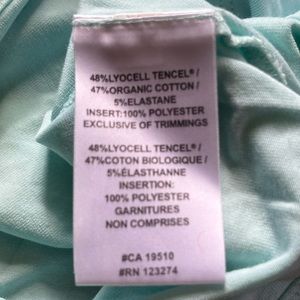 48%LYOCELL TENCEL® /
47%ORGANIC COTTON /
5%ELASTANE
INSERT:100% POLYESTER
EXCLUSIVE OF TRIMMINGS
48%LYOCELL TENCEL® /
47%COTON BIOLOGIQUE /
5%ÉLASTHANNE
INSERTION:
100% POLYESTER
GARNITURES
NON COMPRISES
#CA 19510
#RN 123274